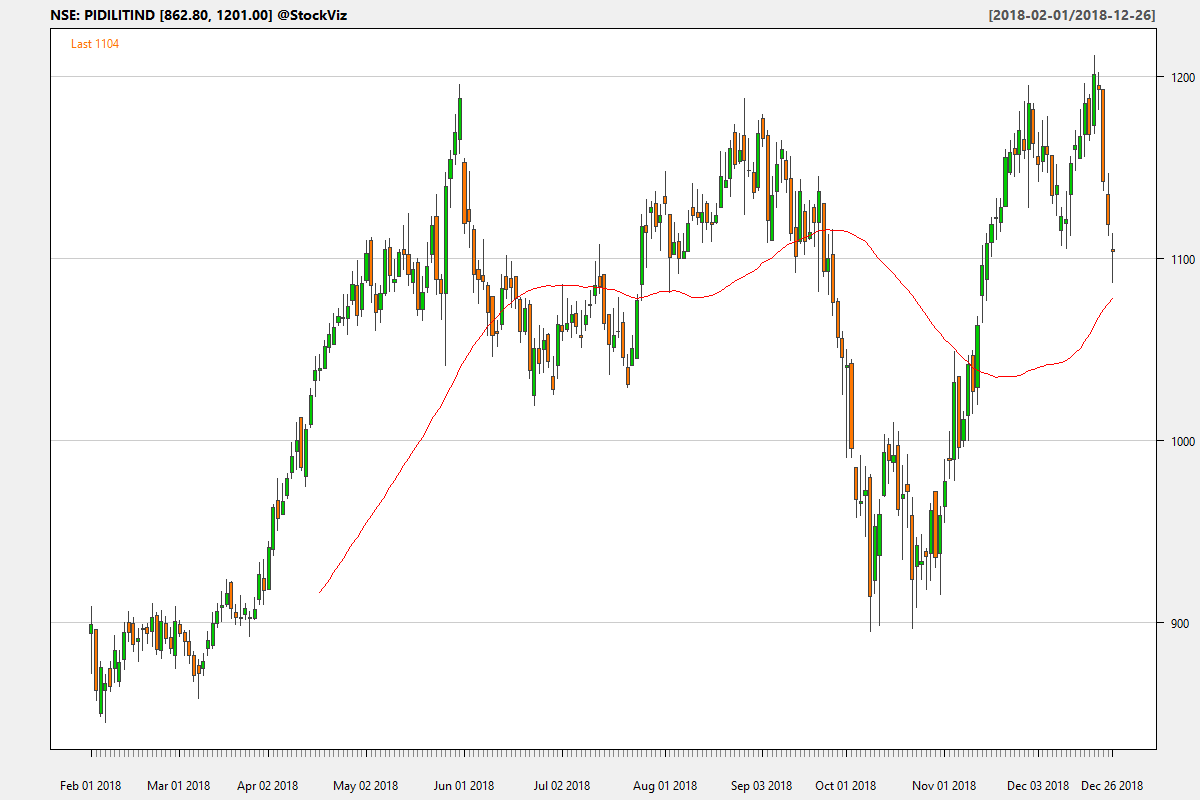 NSE: PIDILITIND [862.80, 1201.00] @StockViz
[2018-02-01/2018-12-26]
Last 1104
1200
1100
1000
900
Feb 01 2018 Mar 01 2018 Apr 02 2018 May 02 2018 Jun 01 2018 Jul 02 2018 Aug 01 2018 Sep 03 2018 Oct 01 2018 Nov 01 2018 Dec 03 2018 Dec 26 2018